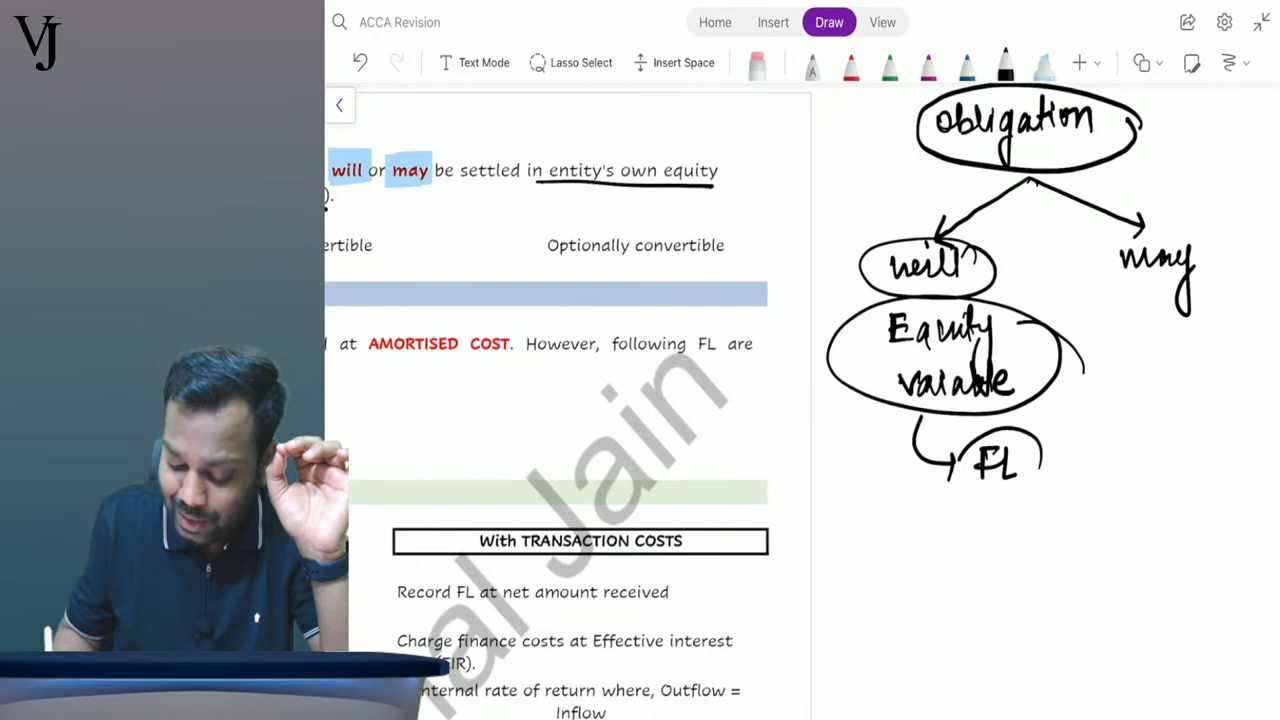 VJ
ACCA Revision
Home Insert Draw View
Text Mode Lasso Select Insert Space
will or may be settled in entity's own equity
).
ertible Optionally convertible
at AMORTISED COST. However, following FL are
With TRANSACTION COSTS
Record FL at net amount received
Charge finance costs at Effective interest
EIR).
nternal rate of return where, Outflow =
Inflow
al Jain
obligation
will may
Equity
variable
FL